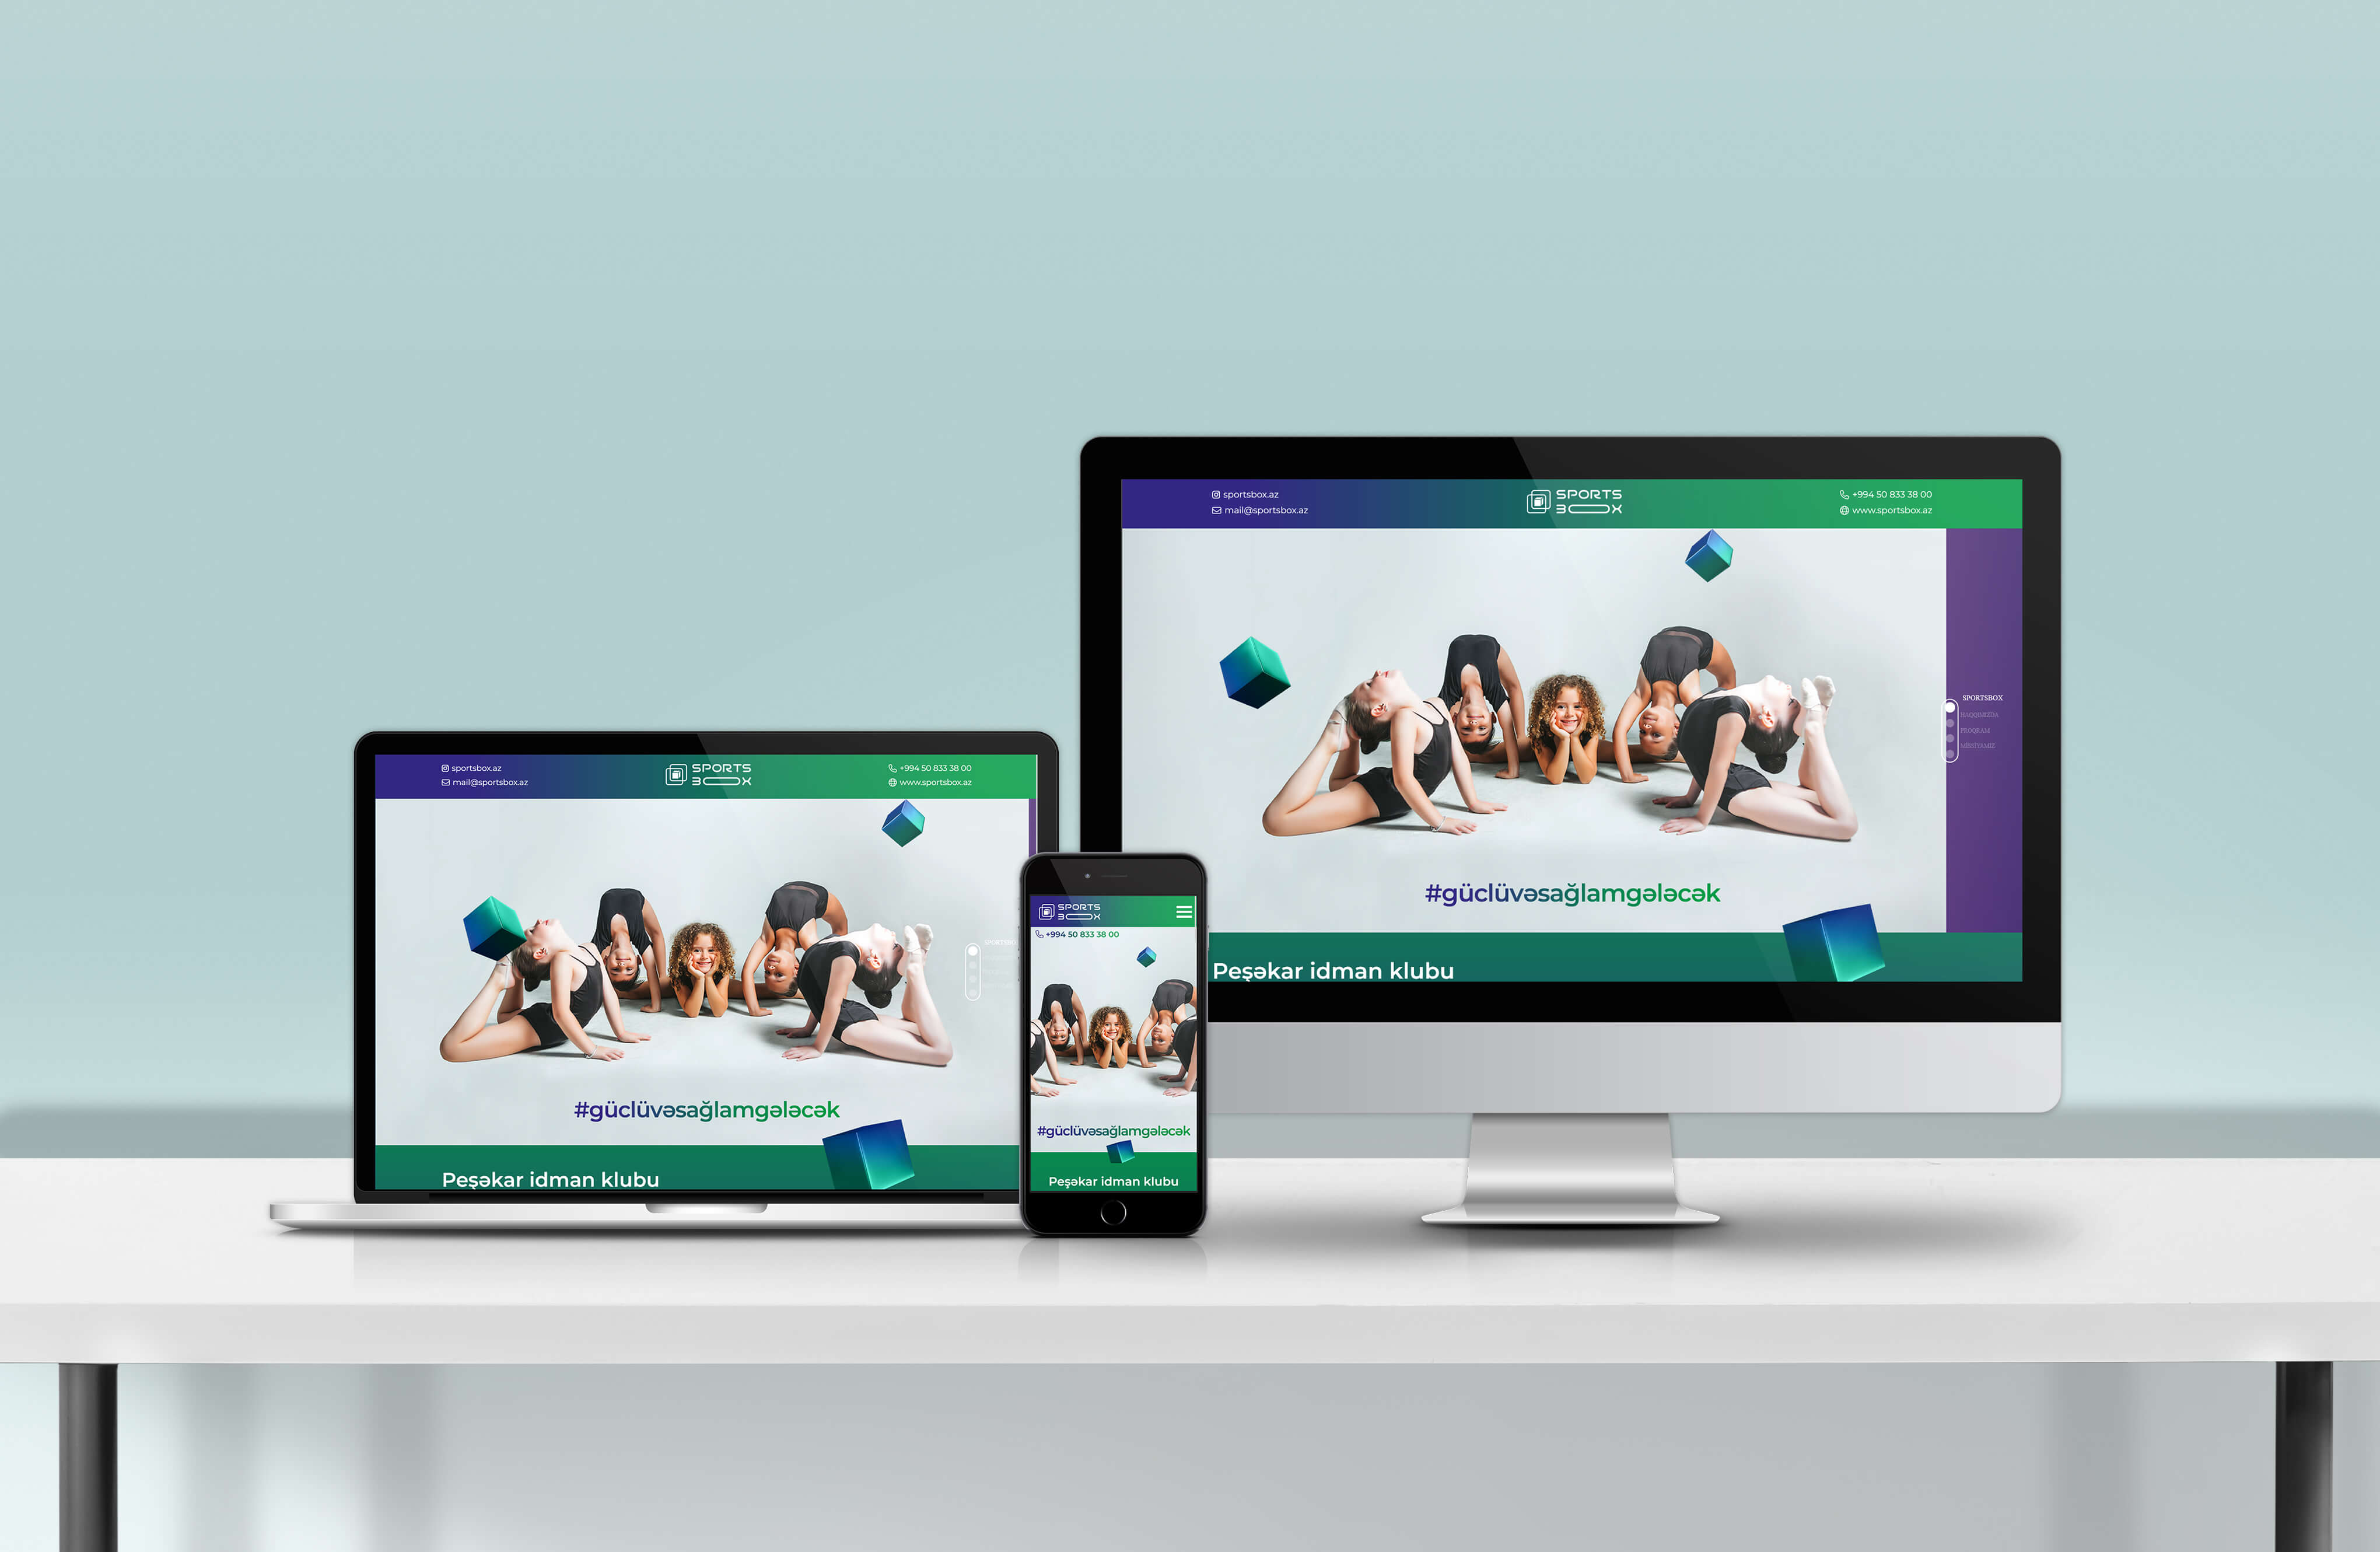 sportsbox.az
mail@sportsbox.az
SPORTS
BOX
+994 50 833 38 00
www.sportsbox.az
SPORTSBOX
HAQQIMIZDA
PROQRAM
#güclüvəsağlamgələcək
Peşəkar idman klubu
sportsbox.az
mail@sportsbox.az
SPORTS
BOX
+994 50 833 38 00
www.sportsbox.az
#güclüvəsağlamgələcək
Peşəkar idman klubu
SPORTS
BOX
+994 50 833 38 00
#güclüvəsağlamgələcək
Peşəkar idman klubu